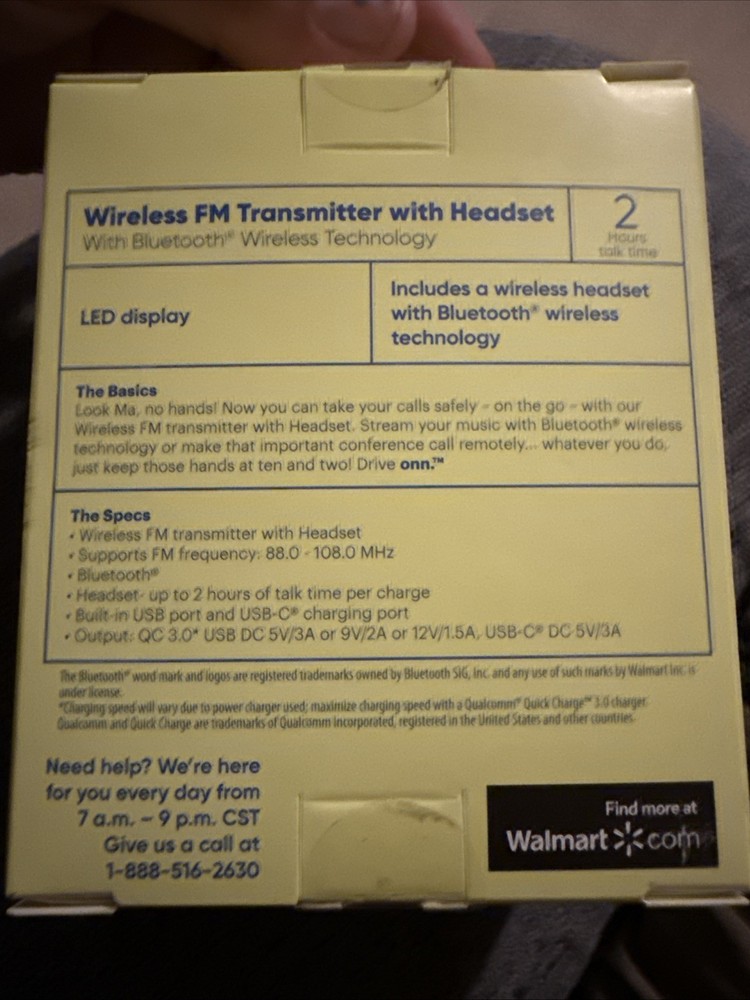 Wireless FM Transmitter with Headset
With Bluetooth® Wireless Technology
2
Hours
talk time
LED display
Includes a wireless headset
with Bluetooth® wireless
technology
The Basics
Look Ma, no hands! Now you can take your calls safely - on the go - with our
Wireless FM transmitter with Headset. Stream your music with Bluetooth® wireless
technology or make that important conference call remotely... whatever you do,
just keep those hands at ten and two! Drive onn.™
The Specs
• Wireless FM transmitter with Headset
• Supports FM frequency: 88.0 - 108.0 MHz
• Bluetooth®
• Headset- up to 2 hours of talk time per charge
• Built-in USB port and USB-C® charging port
• Output: QC 3.0* USB DC 5V/3A or 9V/2A or 12V/1.5A, USB-C® DC 5V/3A
The Bluetooth® word mark and logos are registered trademarks owned by Bluetooth SIG, Inc. and any use of such marks by Walmart Inc. is
under license.
*Charging speed will vary due to power charger used; maximize charging speed with a Qualcomm® Quick Charge™ 3.0 charger.
Qualcomm and Quick Charge are trademarks of Qualcomm Incorporated, registered in the United States and other countries.
Need help? We're here
for you every day from
7 a.m. – 9 p.m. CST
Give us a call at
1-888-516-2630
Find more at
Walmart com